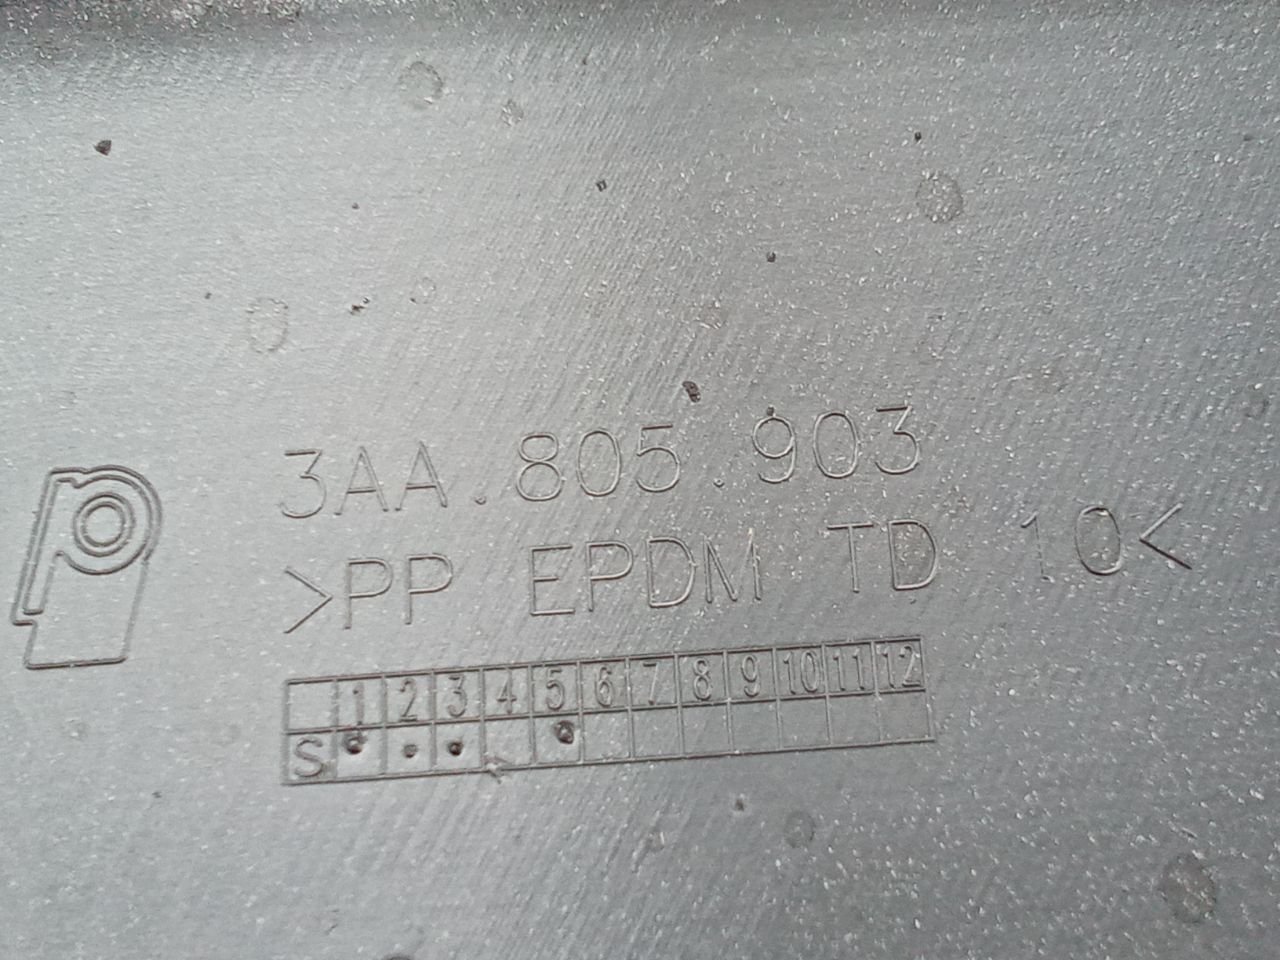 3AA.805.903
>PP EPDM TD 10<
1 2 3 4 5 6 7 8 9 10 11 12
S